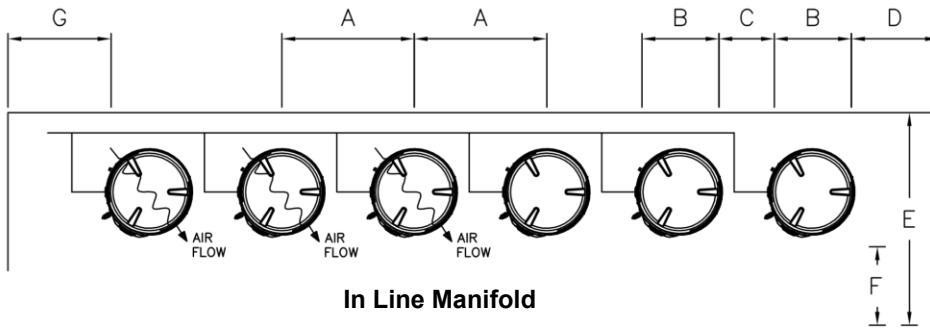 G A A B C B D
E
AIR FLOW AIR FLOW AIR FLOW
F
In Line Manifold